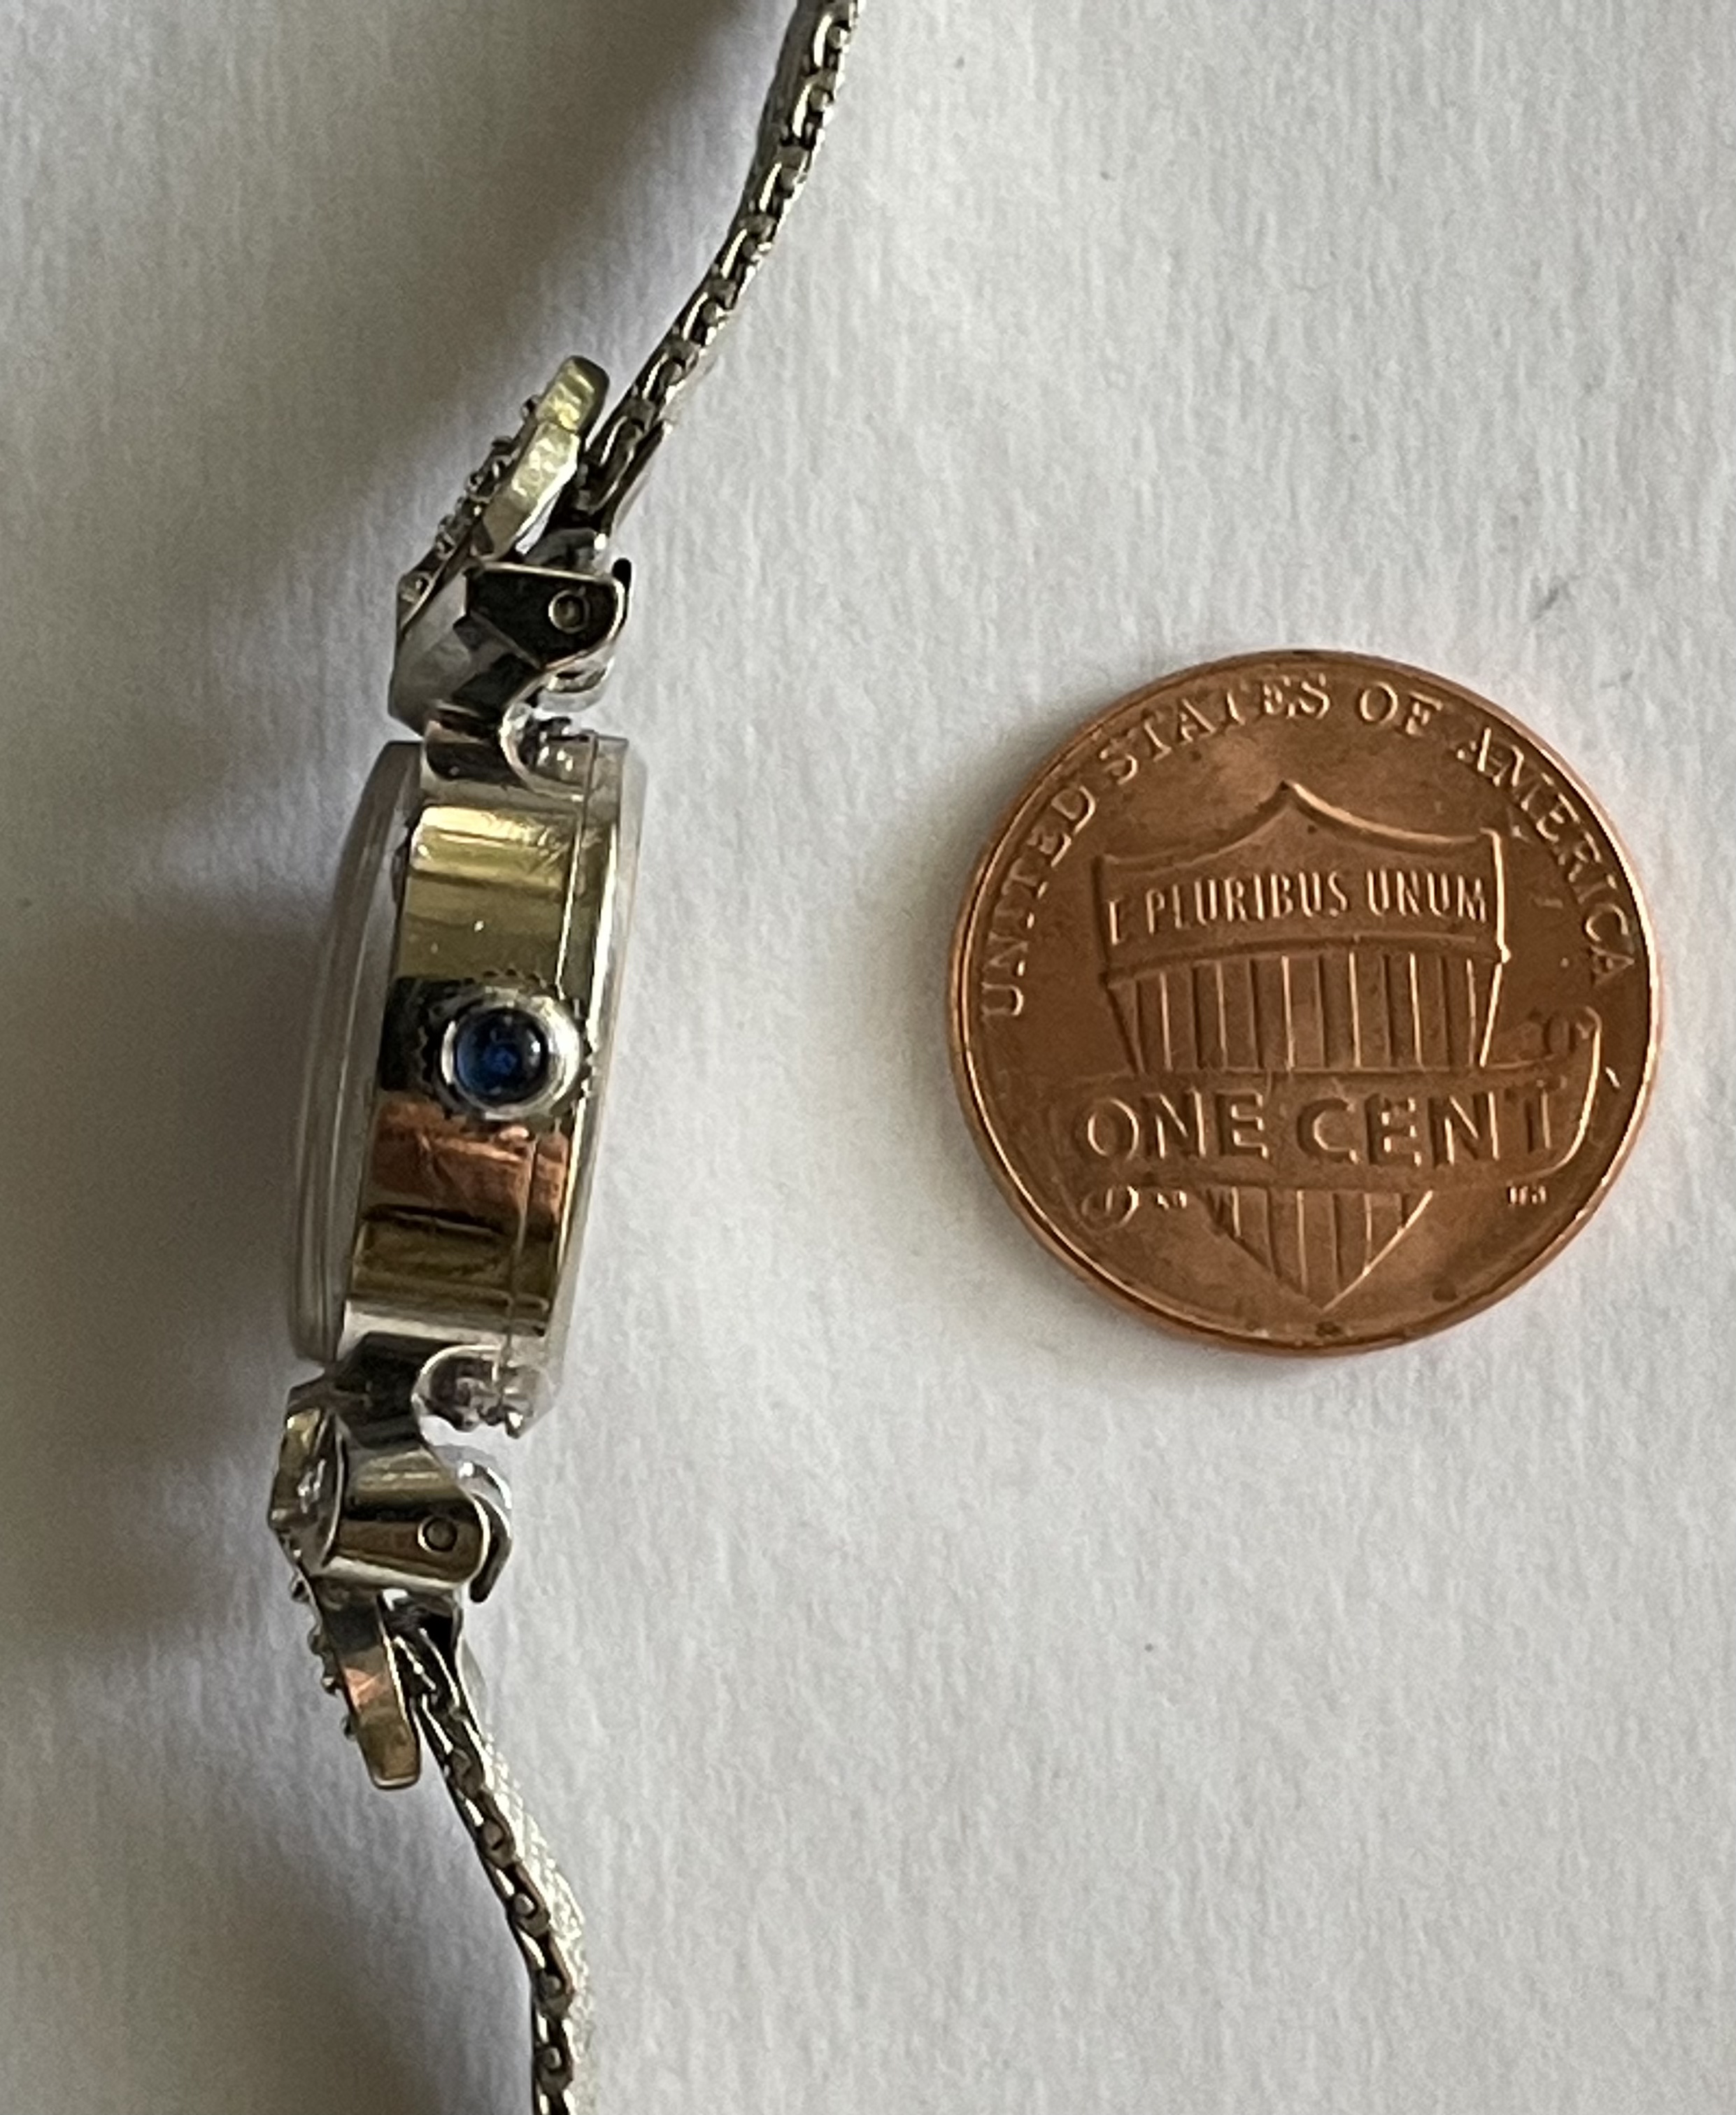 UNITED STATES OF AMERICA
E PLURIBUS UNUM
ONE CENT